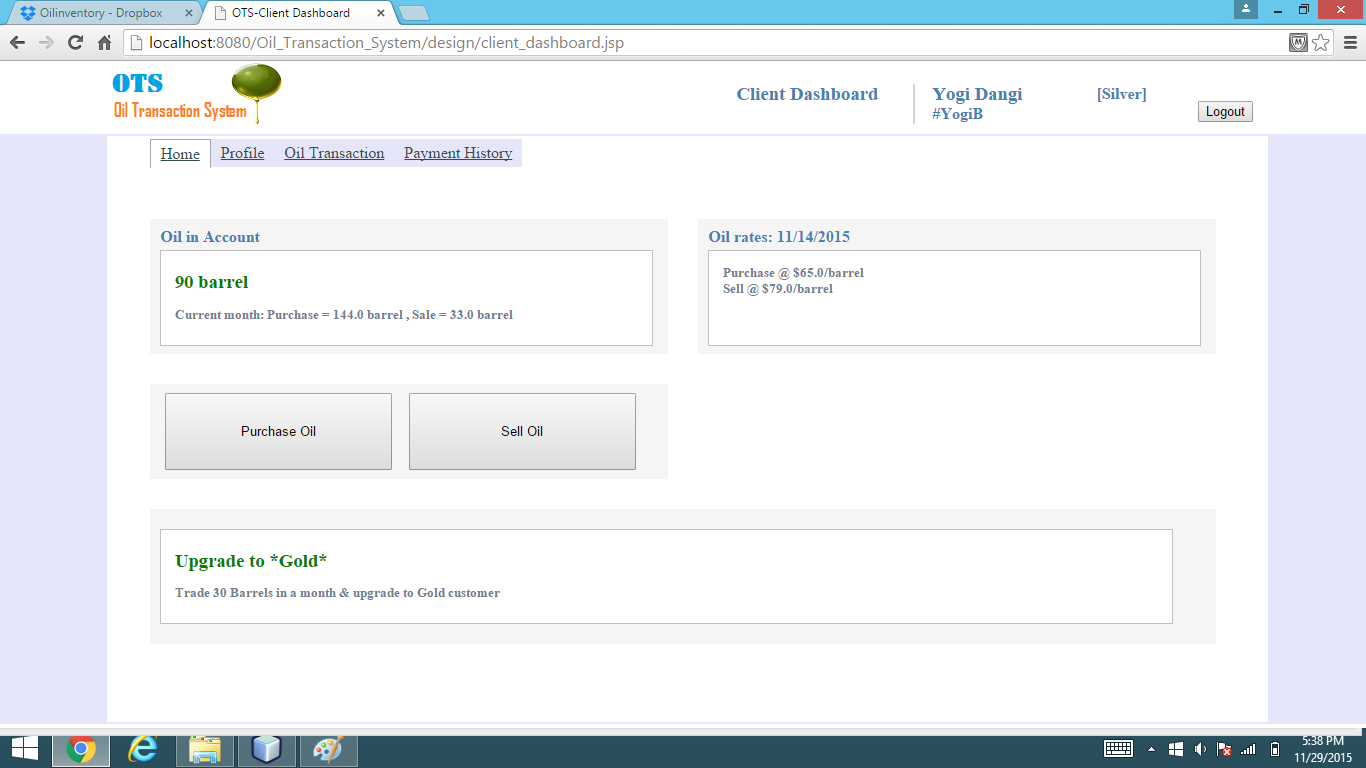 Oilinventory - Dropbox
OTS-Client Dashboard
localhost:8080/Oil_Transaction_System/design/client_dashboard.jsp
OTS
Oil Transaction System
Client Dashboard
Yogi Dangi
#YogiB
[Silver]
Logout
Home Profile Oil Transaction Payment History
Oil in Account
90 barrel
Current month: Purchase = 144.0 barrel , Sale = 33.0 barrel
Oil rates: 11/14/2015
Purchase @ $65.0/barrel
Sell @ $79.0/barrel
Purchase Oil
Sell Oil
Upgrade to *Gold*
Trade 30 Barrels in a month & upgrade to Gold customer
5:38 PM
11/29/2015